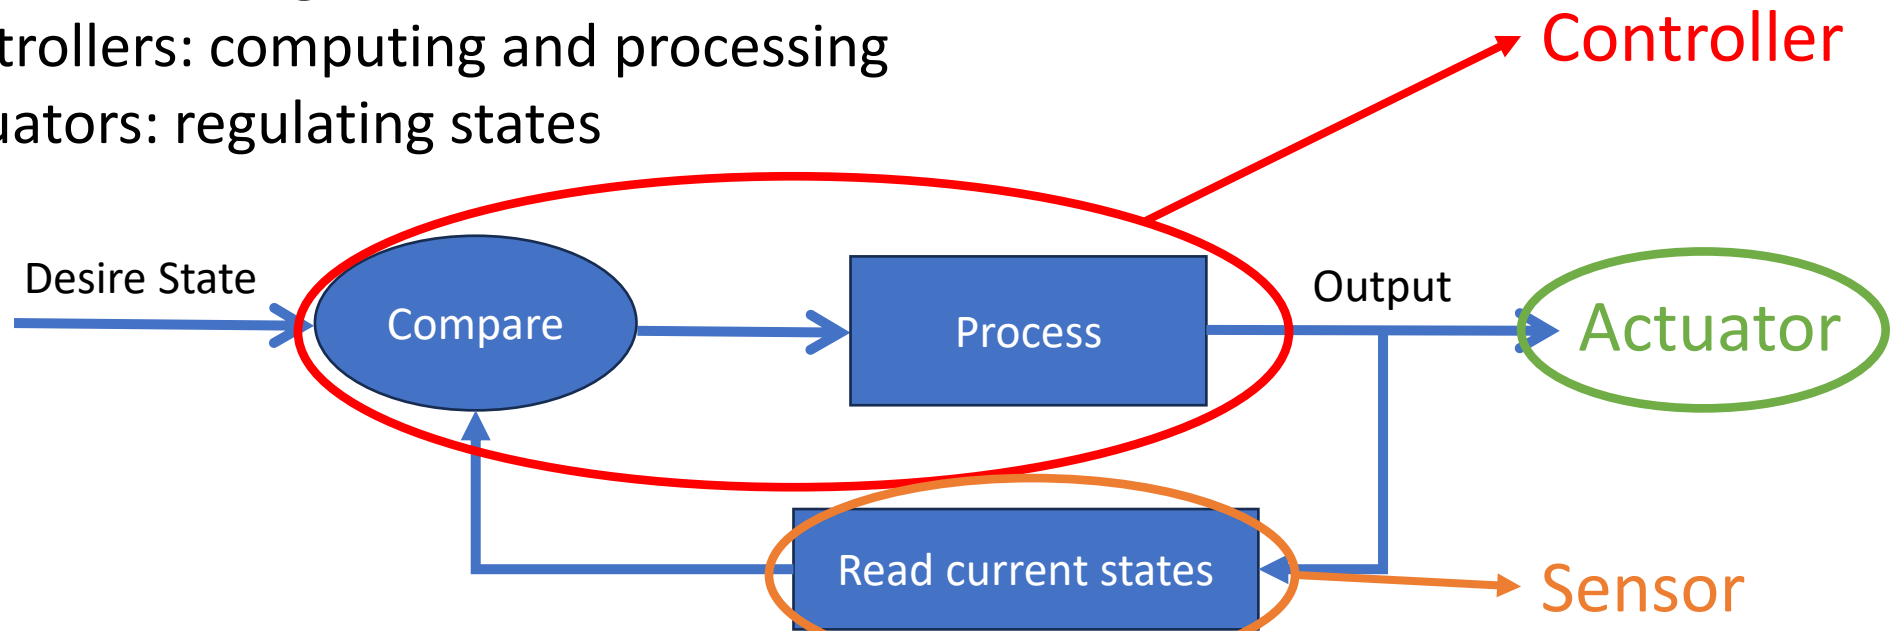 trollers: computing and processing
uators: regulating states
Controller
Desire State
Compare
Process
Output
Actuator
Read current states
Sensor